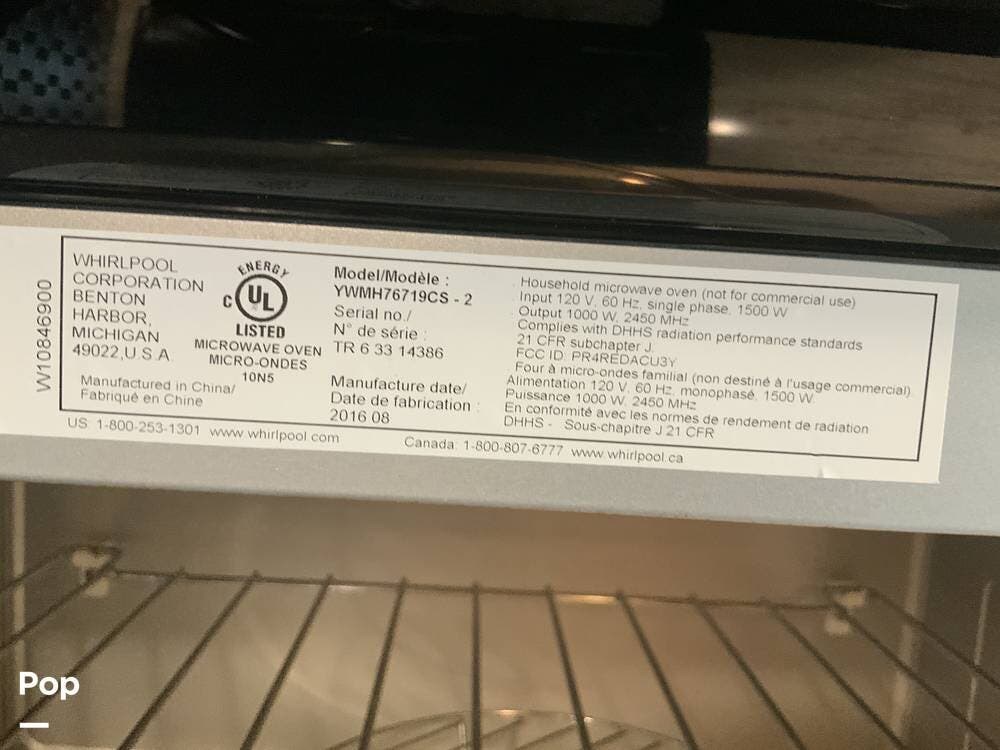 W10846900
WHIRLPOOL
CORPORATION
BENTON
HARBOR,
MICHIGAN
49022,U.S.A.
Manufactured in China/
Fabriqué en Chine
ENERGY
C UL
LISTED
MICROWAVE OVEN
MICRO-ONDES
10N5
Model/Modèle :
YWMH76719CS - 2
Serial no./
N° de série :
TR 6 33 14386
Manufacture date/
Date de fabrication :
2016 08
Household microwave oven (not for commercial use)
Input 120 V, 60 Hz, single phase, 1500 W
Output 1000 W, 2450 MHz
Complies with DHHS radiation performance standards
21 CFR subchapter J.
FCC ID: PR4REDACU3Y
Four à micro-ondes familial (non destiné à l'usage commercial)
Alimentation 120 V, 60 Hz, monophasé, 1500 W
Puissance 1000 W, 2450 MHz
En conformité avec les normes de rendement de radiation
DHHS - Sous-chapitre J 21 CFR
US: 1-800-253-1301 www.whirlpool.com
Canada: 1-800-807-6777 www.whirlpool.ca
Pop